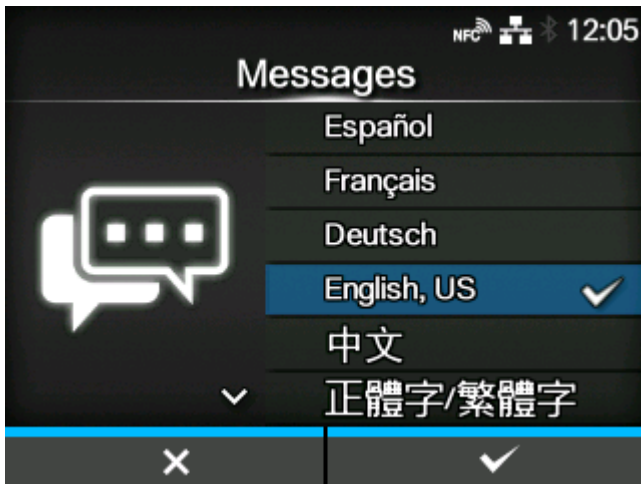 NFC 12:05
Messages
Español
Français
Deutsch
English, US
中文
正體字/繁體字